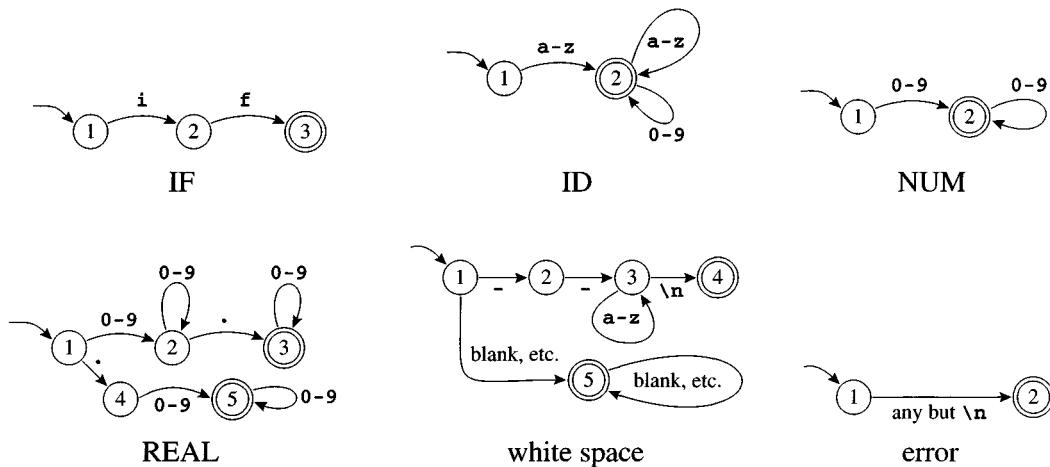 i f
1 2 3
IF
a-z a-z
1 2
0-9
ID
0-9 0-9
1 2
NUM
0-9 0-9
0-9 .
1 2 3
.
4 5
0-9 0-9
REAL
1 2 3 4
- - \n
a-z
blank, etc.
5 blank, etc.
white space
1 2
any but \n
error